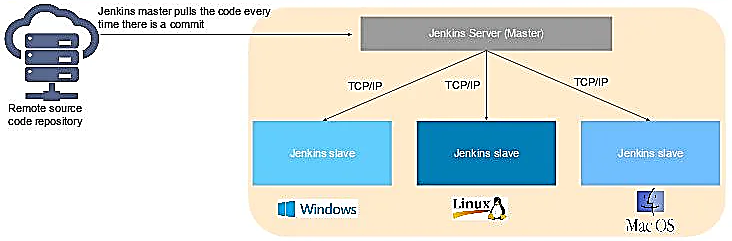 Jenkins master pulls the code every
time there is a commit
Jenkins Server (Master)
TCP/IP
TCP/IP
TCP/IP
Remote source
code repository
Jenkins slave
Jenkins slave
Jenkins slave
Windows
Linux
Mac OS